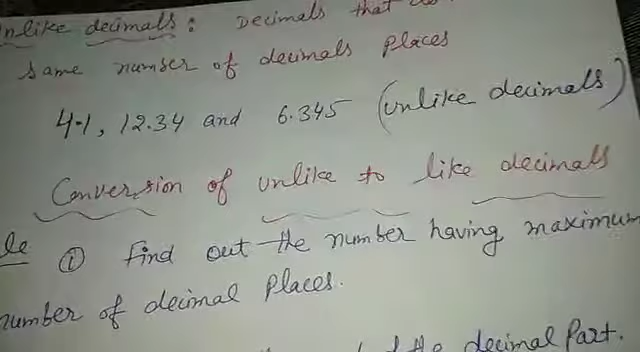 nlike decimals: Decimals that do
same number of decimals places
4.1, 12.34 and 6.345 (unlike decimals)
Conversion of unlike to like decimals
le ① Find out the number having maximum
number of decimal places.
the decimal Part.